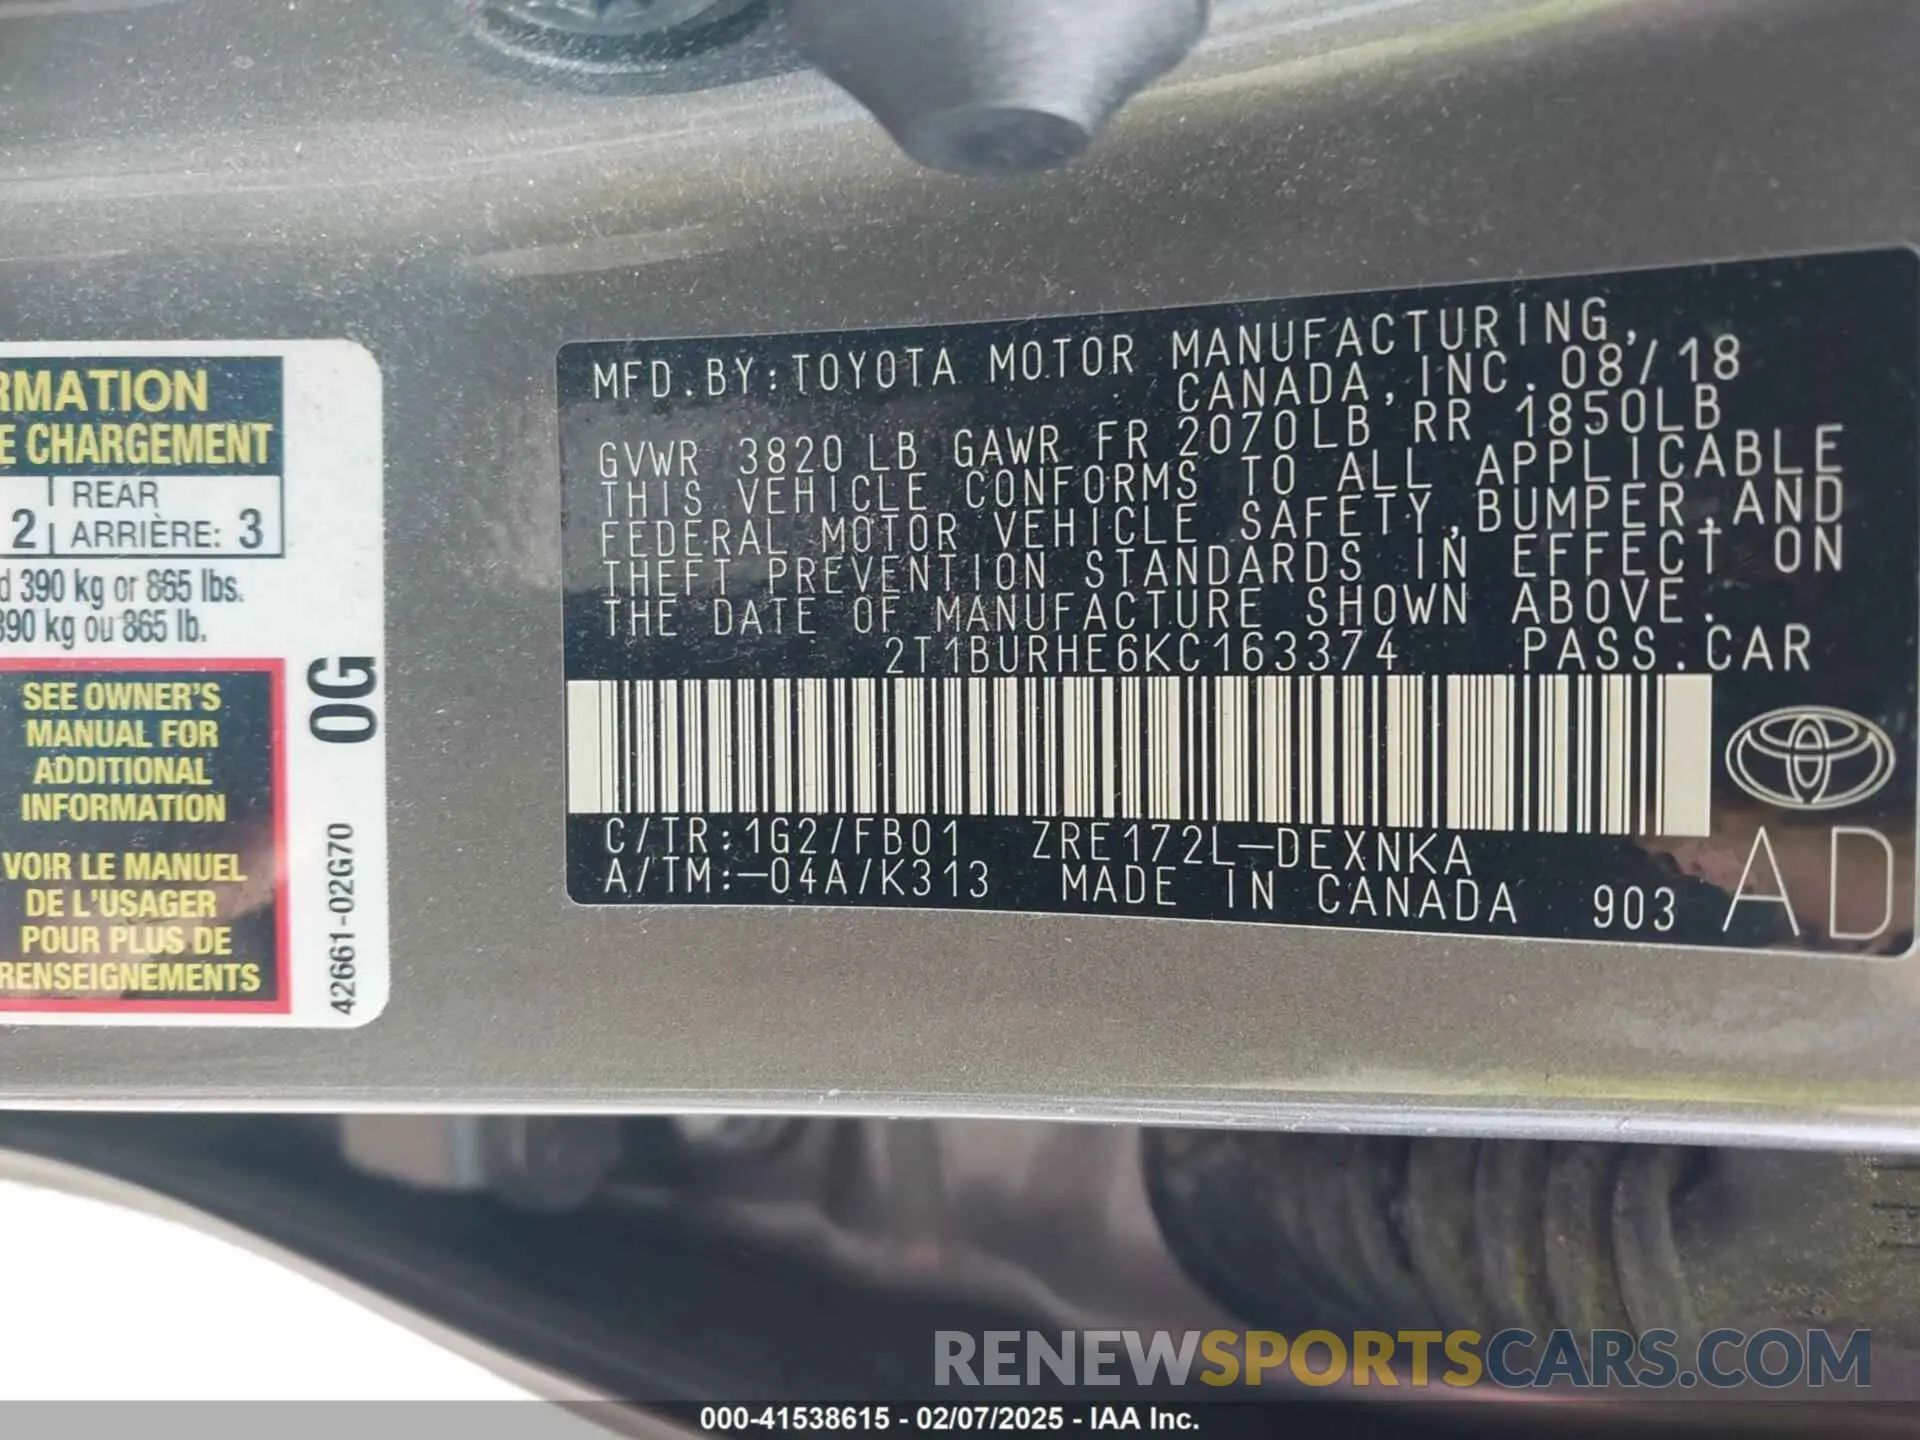 RMATION
E CHARGEMENT
2 REAR
ARRIÈRE: 3
d 390 kg or 865 lbs.
390 kg ou 865 lb.
SEE OWNER'S
MANUAL FOR
ADDITIONAL
INFORMATION
VOIR LE MANUEL
DE L'USAGER
POUR PLUS DE
RENSEIGNEMENTS
0G
42661-02G70
MFD.BY:TOYOTA MOTOR MANUFACTURING,
CANADA,INC.08/18
GVWR 3820LB GAWR FR 2070LB RR 1850LB
THIS VEHICLE CONFORMS TO ALL APPLICABLE
FEDERAL MOTOR VEHICLE SAFETY,BUMPER,AND
THEFT PREVENTION STANDARDS IN EFFECT ON
THE DATE OF MANUFACTURE SHOWN ABOVE.
2T1BURHE6KC163374 PASS.CAR
C/TR:1G2/FB01 ZRE172L-DEXNKA
A/TM:-04A/K313 MADE IN CANADA 903
AD
RENEWSPORTSCARS.COM
000-41538615 - 02/07/2025 - IAA Inc.